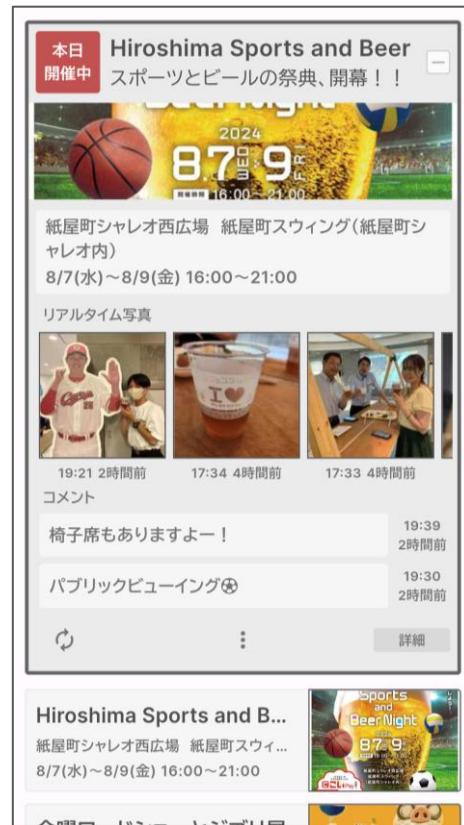 本日
開催中
Hiroshima Sports and Beer
スポーツとビールの祭典、開幕！！
Beer Night
2024
8.7 WED 9 FRI
開催時間 16:00～21:00
紙屋町シャレオ西広場 紙屋町スウィング(紙屋町シ
ャレオ内)
8/7(水)～8/9(金) 16:00～21:00
リアルタイム写真
Carp
I
19:21 2時間前
17:34 4時間前
17:33 4時間
コメント
椅子席もありますよー！
19:39
2時間前
パブリックビューイング⚽
19:30
2時間前
詳細
Hiroshima Sports and B...
紙屋町シャレオ西広場 紙屋町スウィ...
8/7(水)～8/9(金) 16:00～21:00
Sports
and
Beer Night
8.7 9